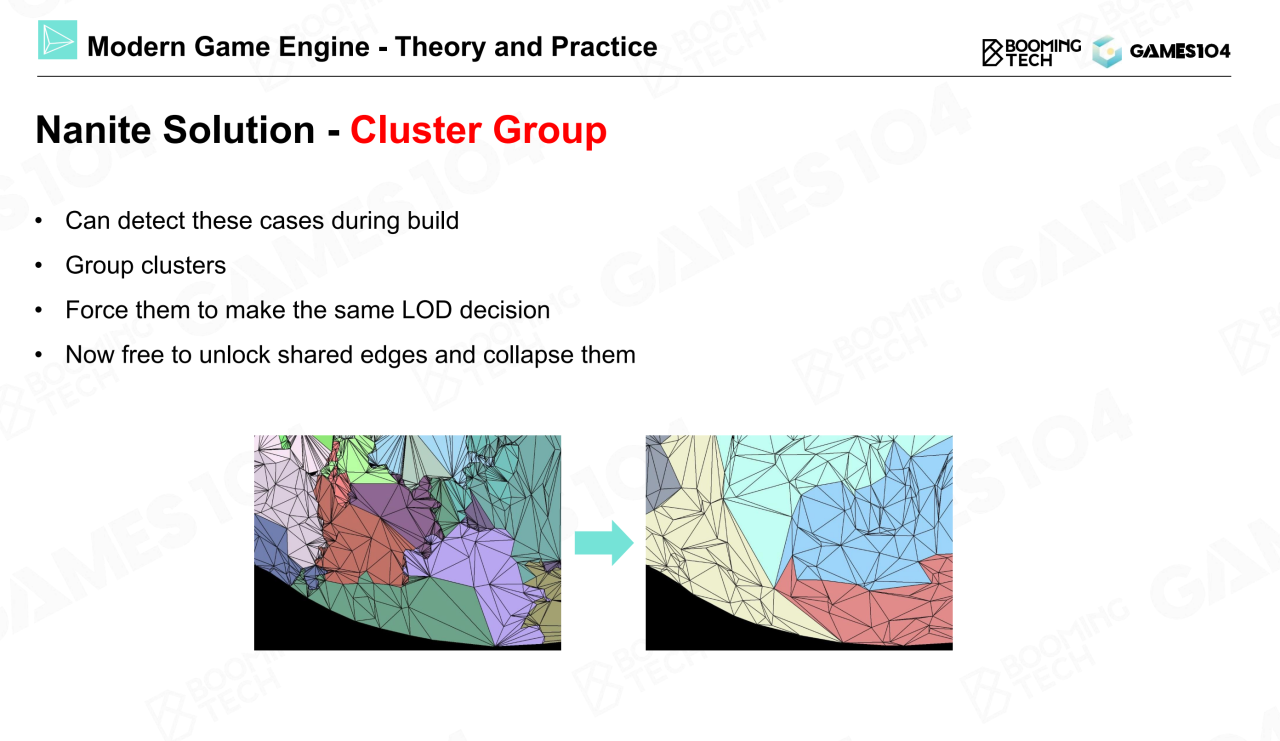 Modern Game Engine - Theory and Practice
BOOMING
TECH
GAMES104
Nanite Solution - Cluster Group
• Can detect these cases during build
• Group clusters
• Force them to make the same LOD decision
• Now free to unlock shared edges and collapse them